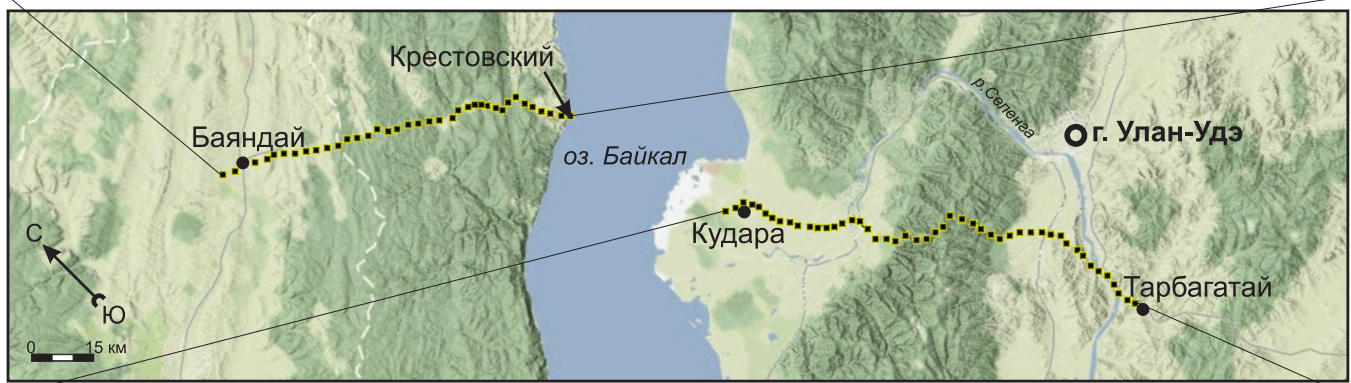 Крестовский
Баяндай
оз. Байкал
р.Селенга
г. Улан-Удэ
Кудара
Тарбагатай
С
Ю
0 15 км